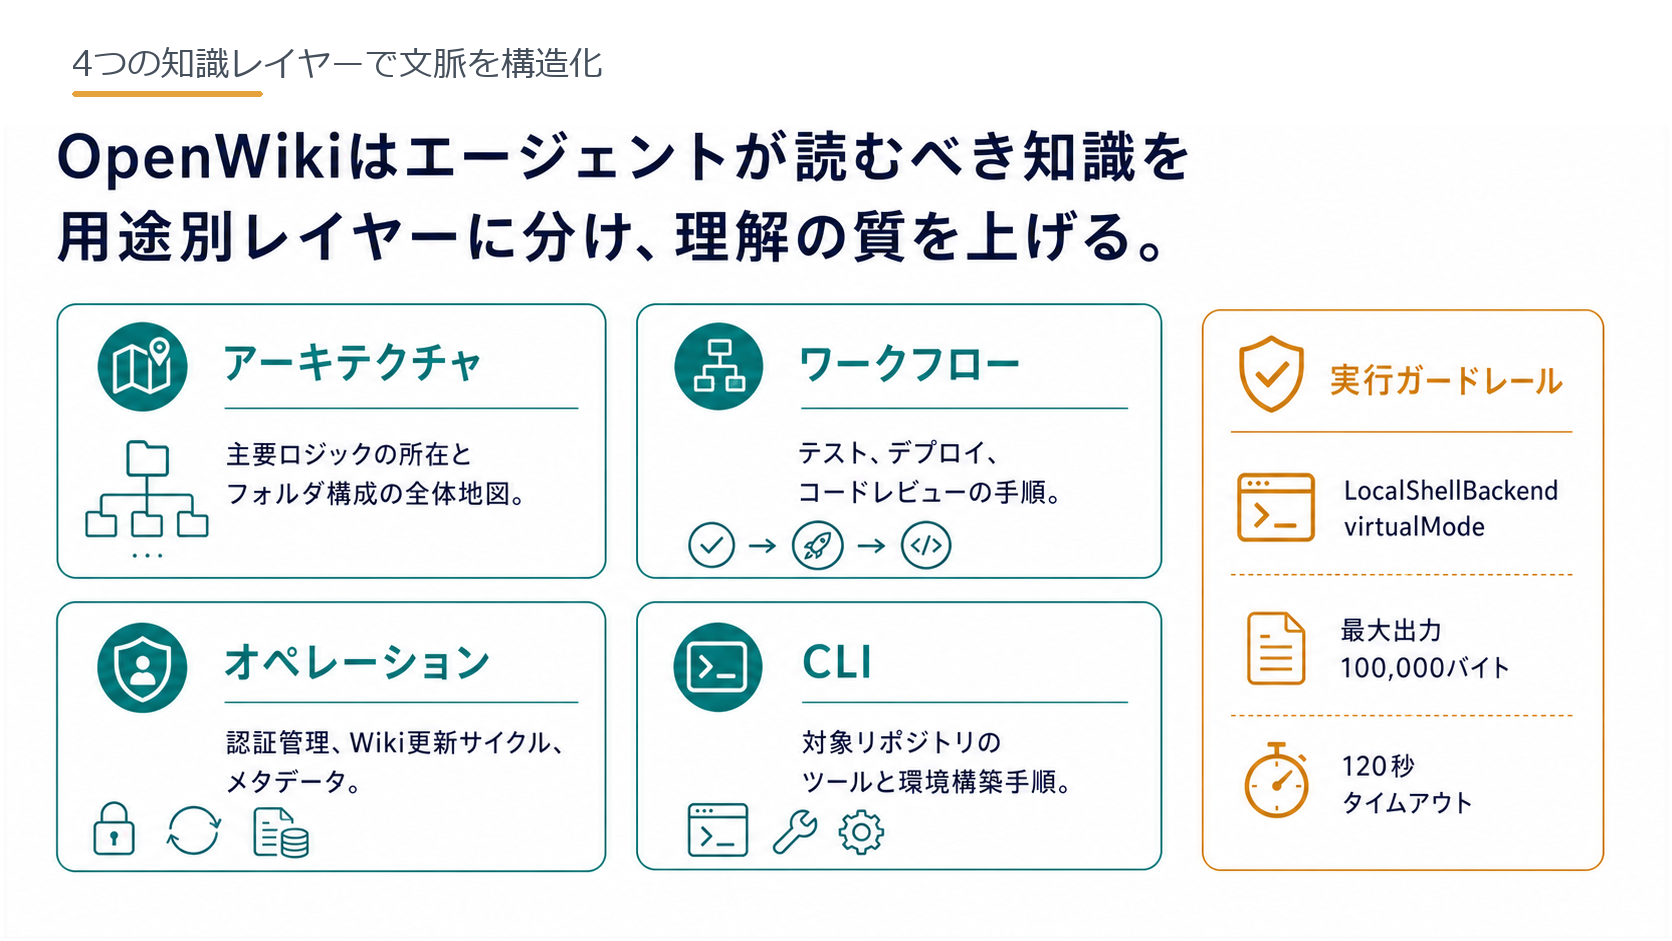 4つの知識レイヤーで文脈を構造化
OpenWikiはエージェントが読むべき知識を
用途別レイヤーに分け、理解の質を上げる。
アーキテクチャ
主要ロジックの所在と
フォルダ構成の全体地図。
ワークフロー
テスト、デプロイ、
コードレビューの手順。
オペレーション
認証管理、Wiki更新サイクル、
メタデータ。
CLI
対象リポジトリの
ツールと環境構築手順。
実行ガードレール
LocalShellBackend
virtualMode
最大出力
100,000バイト
120秒
タイムアウト